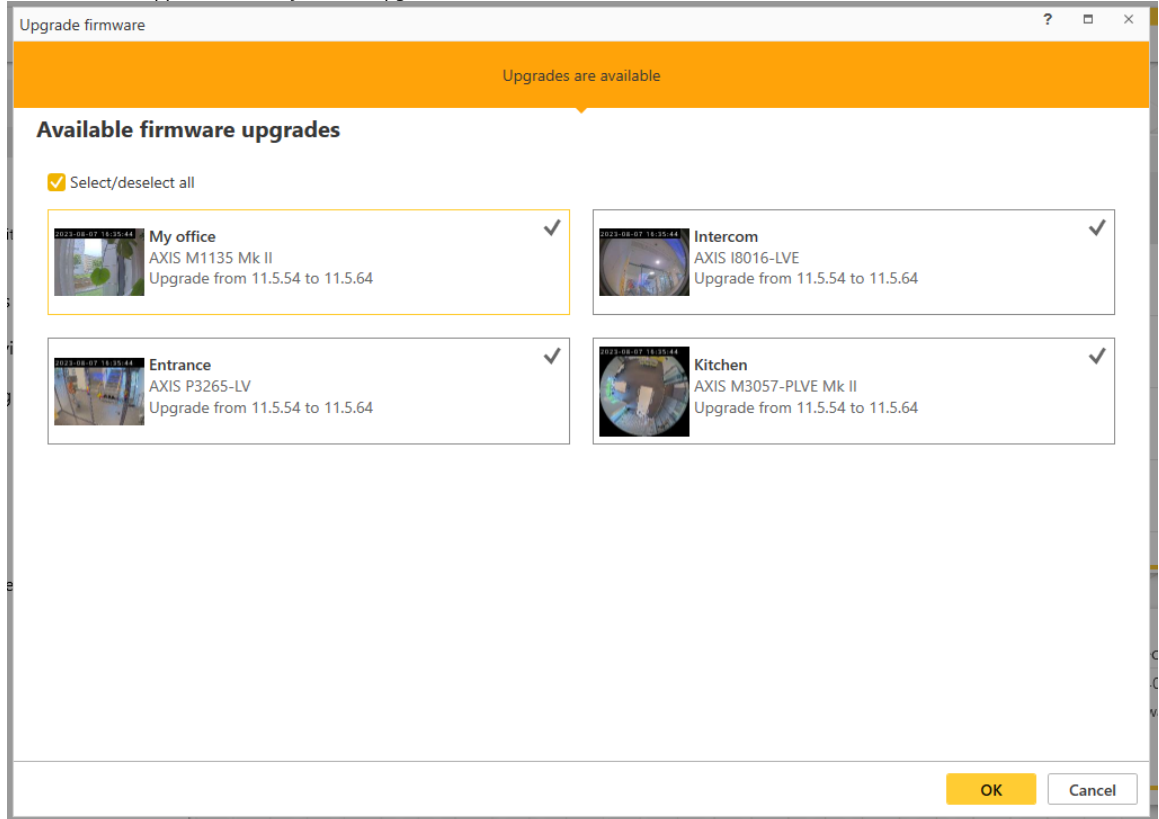 Upgrade firmware
?
Upgrades are available
Available firmware upgrades
Select/deselect all
2023-08-07 16:35:44
My office
AXIS M1135 Mk II
Upgrade from 11.5.54 to 11.5.64
2023-08-07 16:35:44
Intercom
AXIS I8016-LVE
Upgrade from 11.5.54 to 11.5.64
2023-08-07 16:35:44
Entrance
AXIS P3265-LV
Upgrade from 11.5.54 to 11.5.64
2023-08-07 16:35:44
Kitchen
AXIS M3057-PLVE Mk II
Upgrade from 11.5.54 to 11.5.64
OK
Cancel